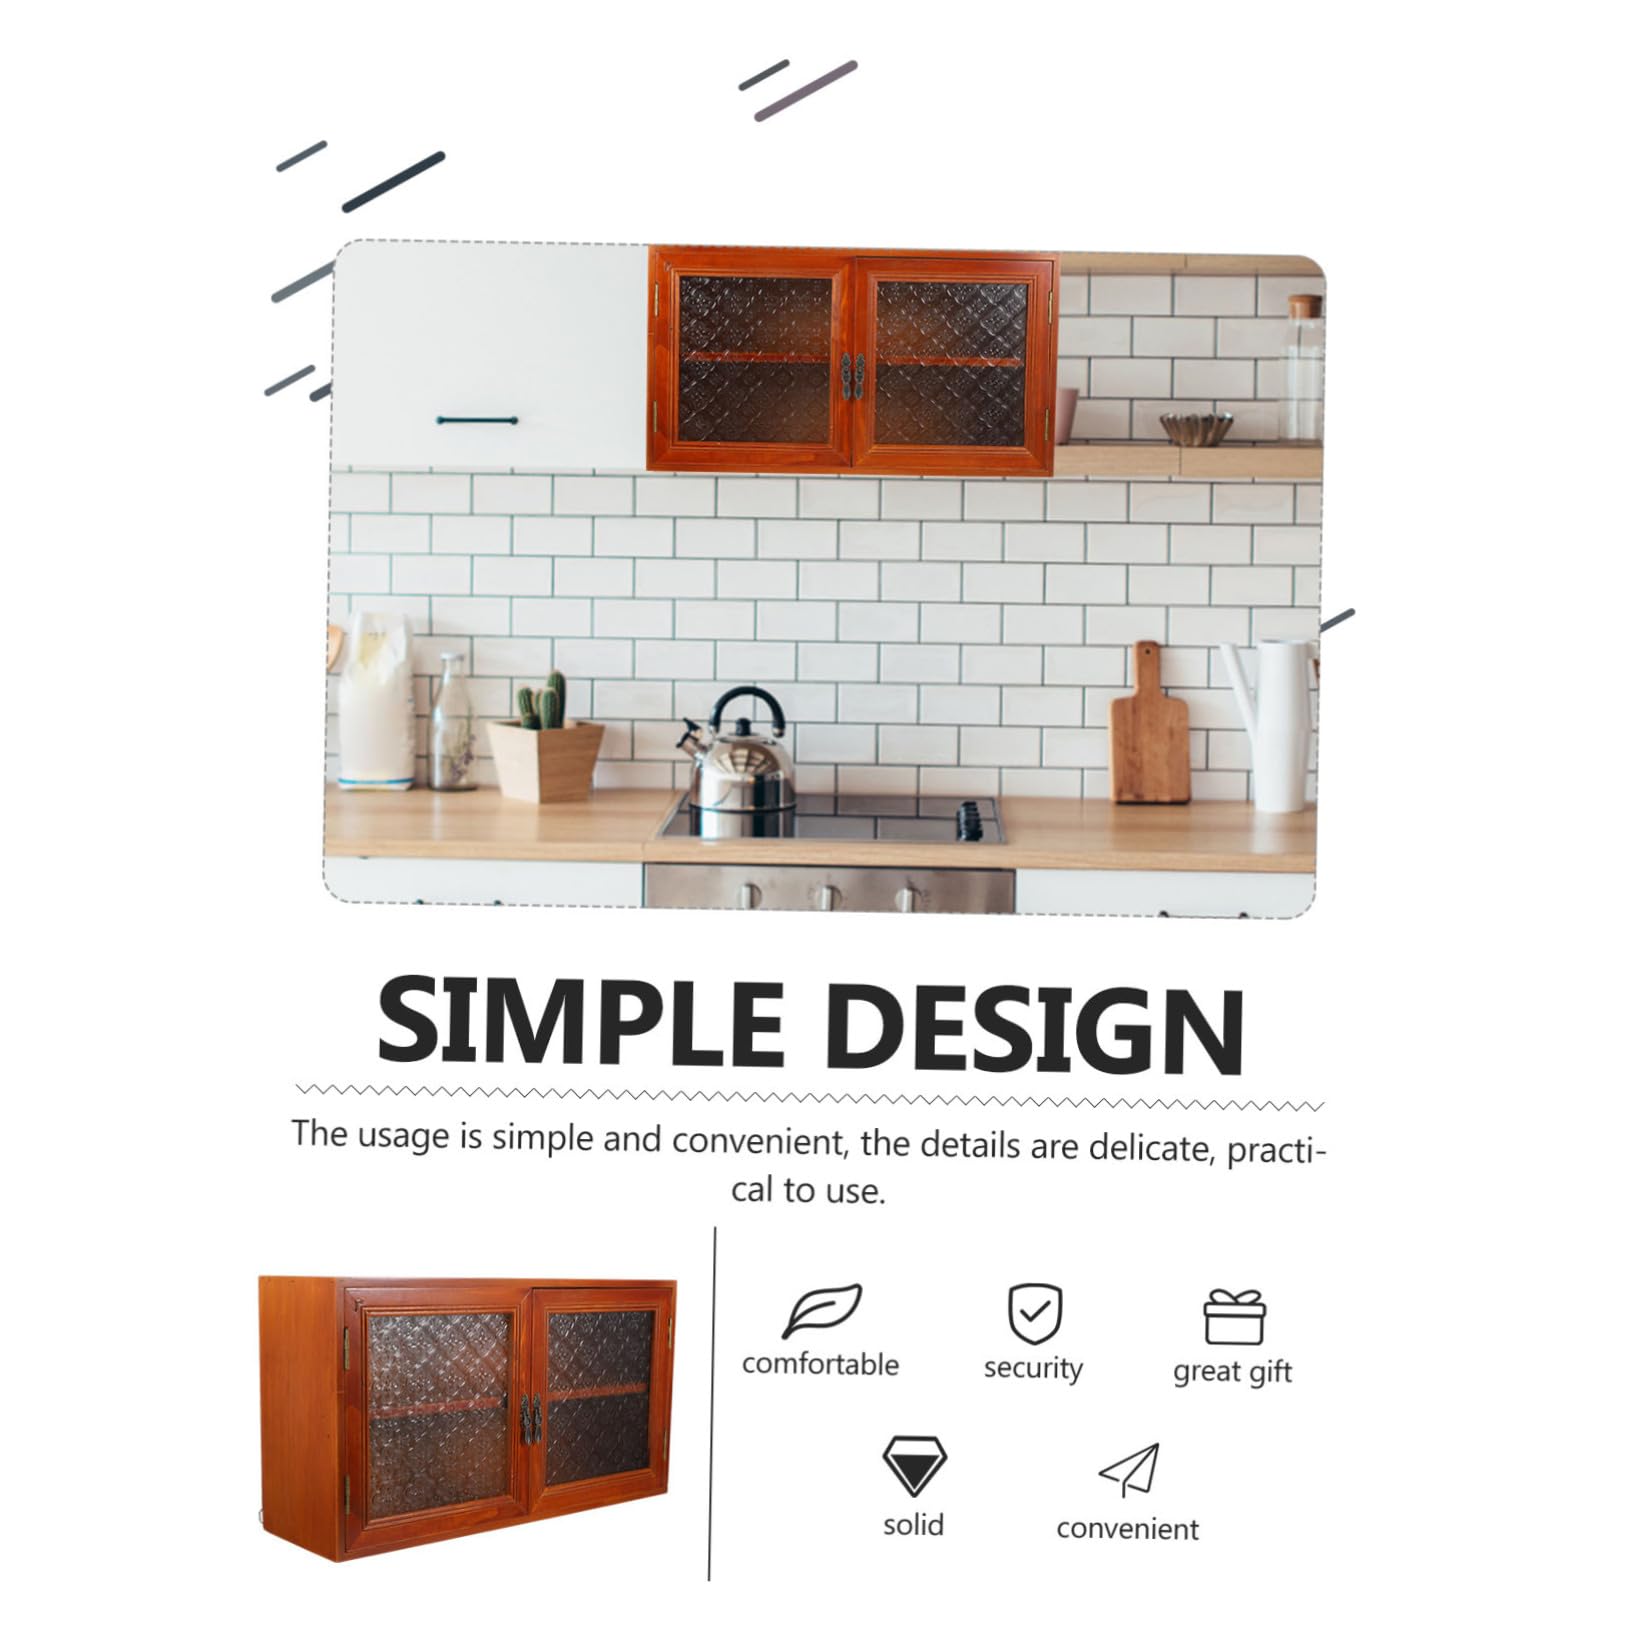 SIMPLE DESIGN
The usage is simple and convenient, the details are delicate, practi-
cal to use.
comfortable
security
great gift
solid
convenient